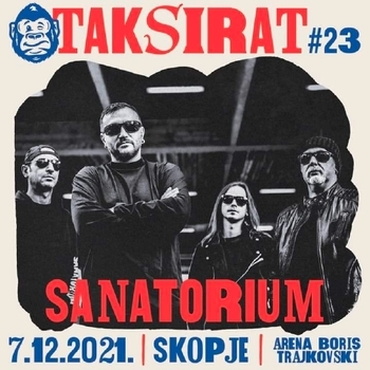 TAKSIRAT #23
SANATORIUM
7.12.2021. | SKOPJE | ARENA BORIS
TRAJKOVSKI